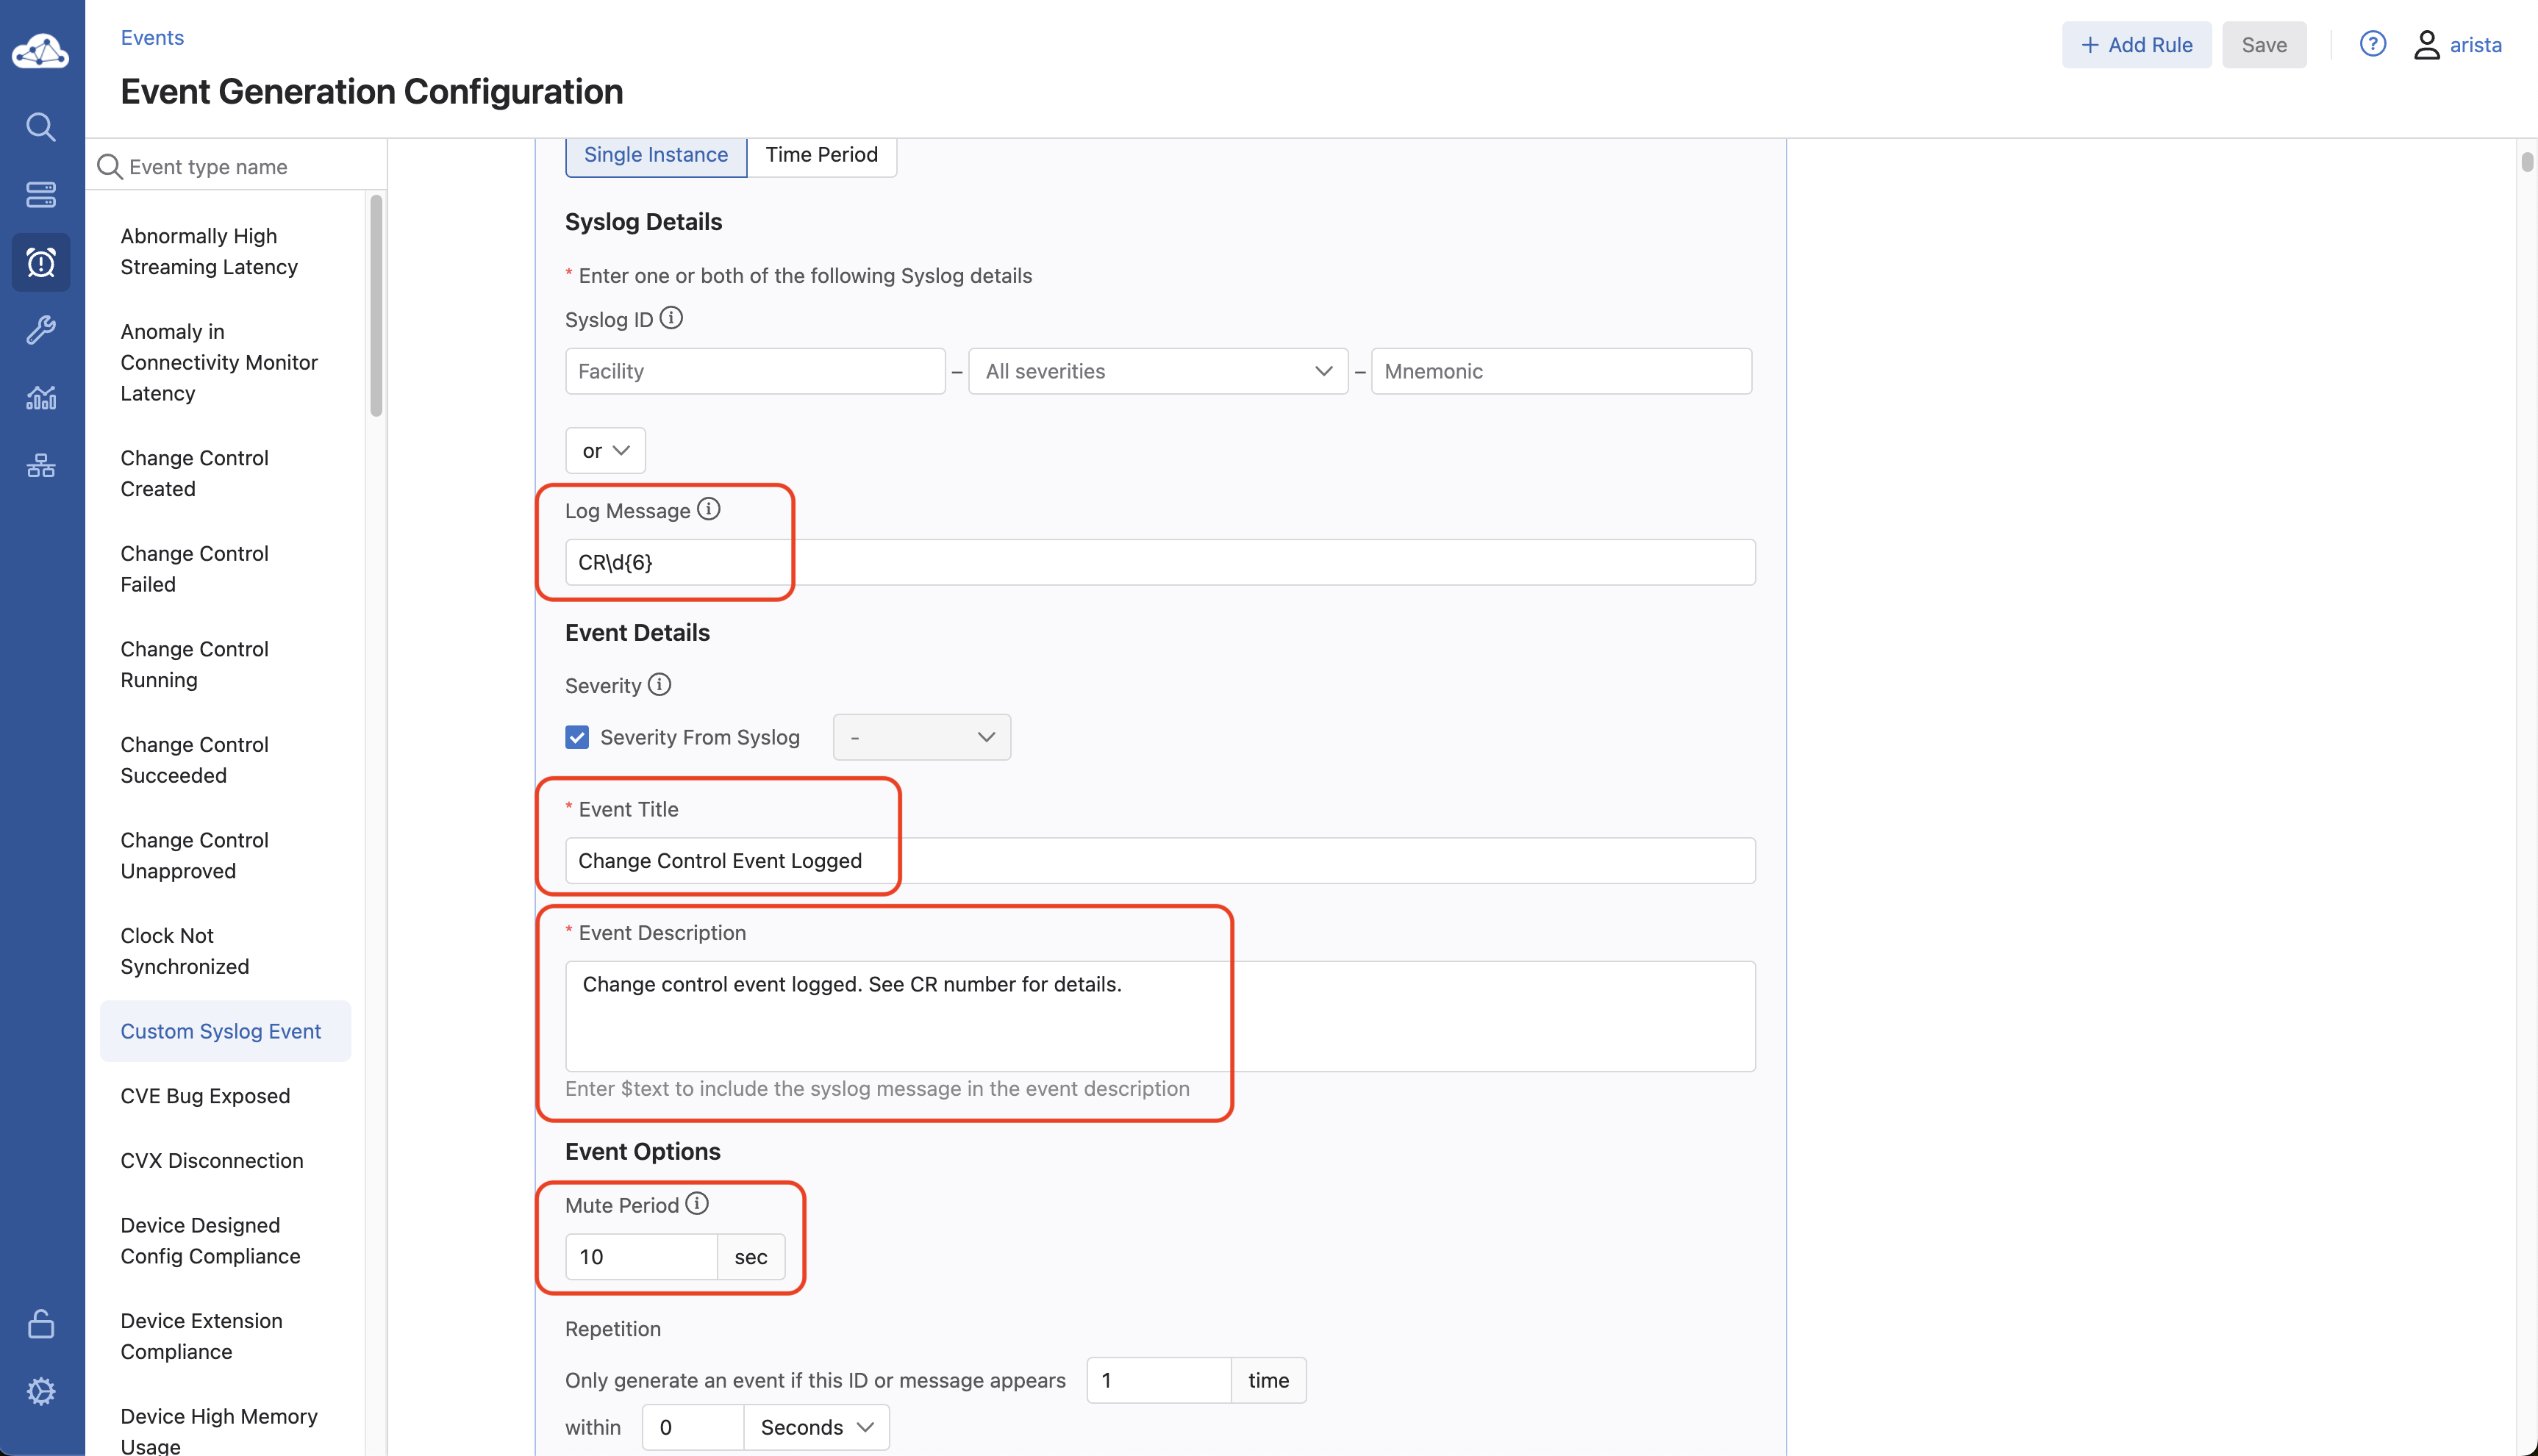 Events
+ Add Rule
Save
?
arista
Event Generation Configuration
Event type name
Abnormally High
Streaming Latency
Anomaly in
Connectivity Monitor
Latency
Change Control
Created
Change Control
Failed
Change Control
Running
Change Control
Succeeded
Change Control
Unapproved
Clock Not
Synchronized
Custom Syslog Event
CVE Bug Exposed
CVX Disconnection
Device Designed
Config Compliance
Device Extension
Compliance
Device High Memory
Usage
Single Instance
Time Period
Syslog Details
* Enter one or both of the following Syslog details
Syslog ID
Facility – All severities – Mnemonic
or
Log Message
CR\d{6}
Event Details
Severity
Severity From Syslog
-
* Event Title
Change Control Event Logged
* Event Description
Change control event logged. See CR number for details.
Enter $text to include the syslog message in the event description
Event Options
Mute Period
10 sec
Repetition
Only generate an event if this ID or message appears 1 time
within 0 Seconds